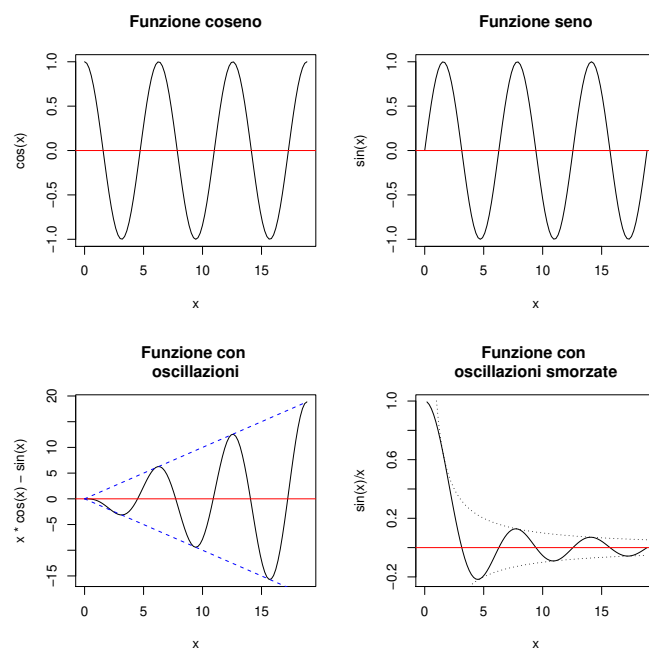 Funzione coseno
1.0
0.5
0.0
−0.5
−1.0
cos(x)
0
5
10
15
x
Funzione seno
1.0
0.5
0.0
−0.5
−1.0
sin(x)
0
5
10
15
x
Funzione con
oscillazioni
20
10
5
0
−5
−15
x * cos(x) − sin(x)
0
5
10
15
x
Funzione con
oscillazioni smorzate
1.0
0.6
0.2
−0.2
sin(x)/x
0
5
10
15
x